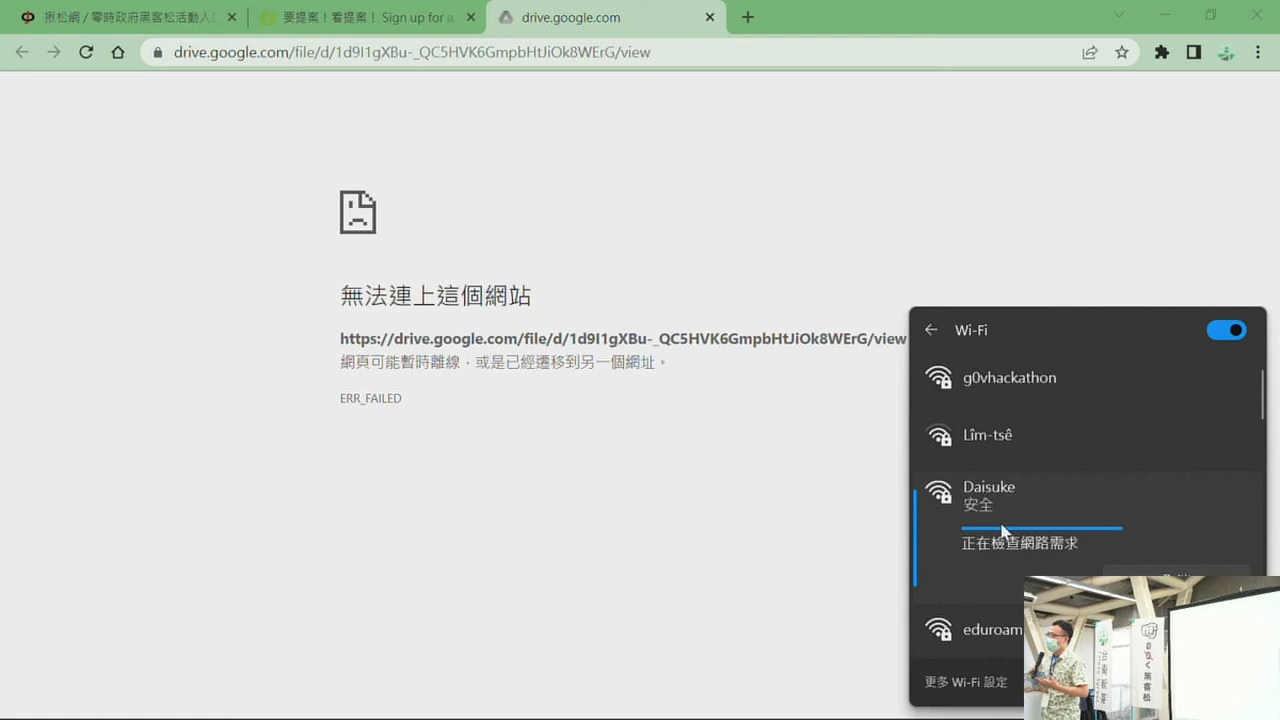 揪松網 / 零時政府黑客松活動人
要提案！看提案！ Sign up for a
drive.google.com
drive.google.com/file/d/1d9I1gXBu-_QC5HVK6GmpbHtJiOk8WErG/view
無法連上這個網站
https://drive.google.com/file/d/1d9I1gXBu-_QC5HVK6GmpbHtJiOk8WErG/view
網頁可能暫時離線，或是已經遷移到另一個網址。
ERR_FAILED
Wi-Fi
g0vhackathon
Lîm-tsê
Daisuke
安全
正在檢查網路需求
eduroam
更多 Wi-Fi 設定
黑客松